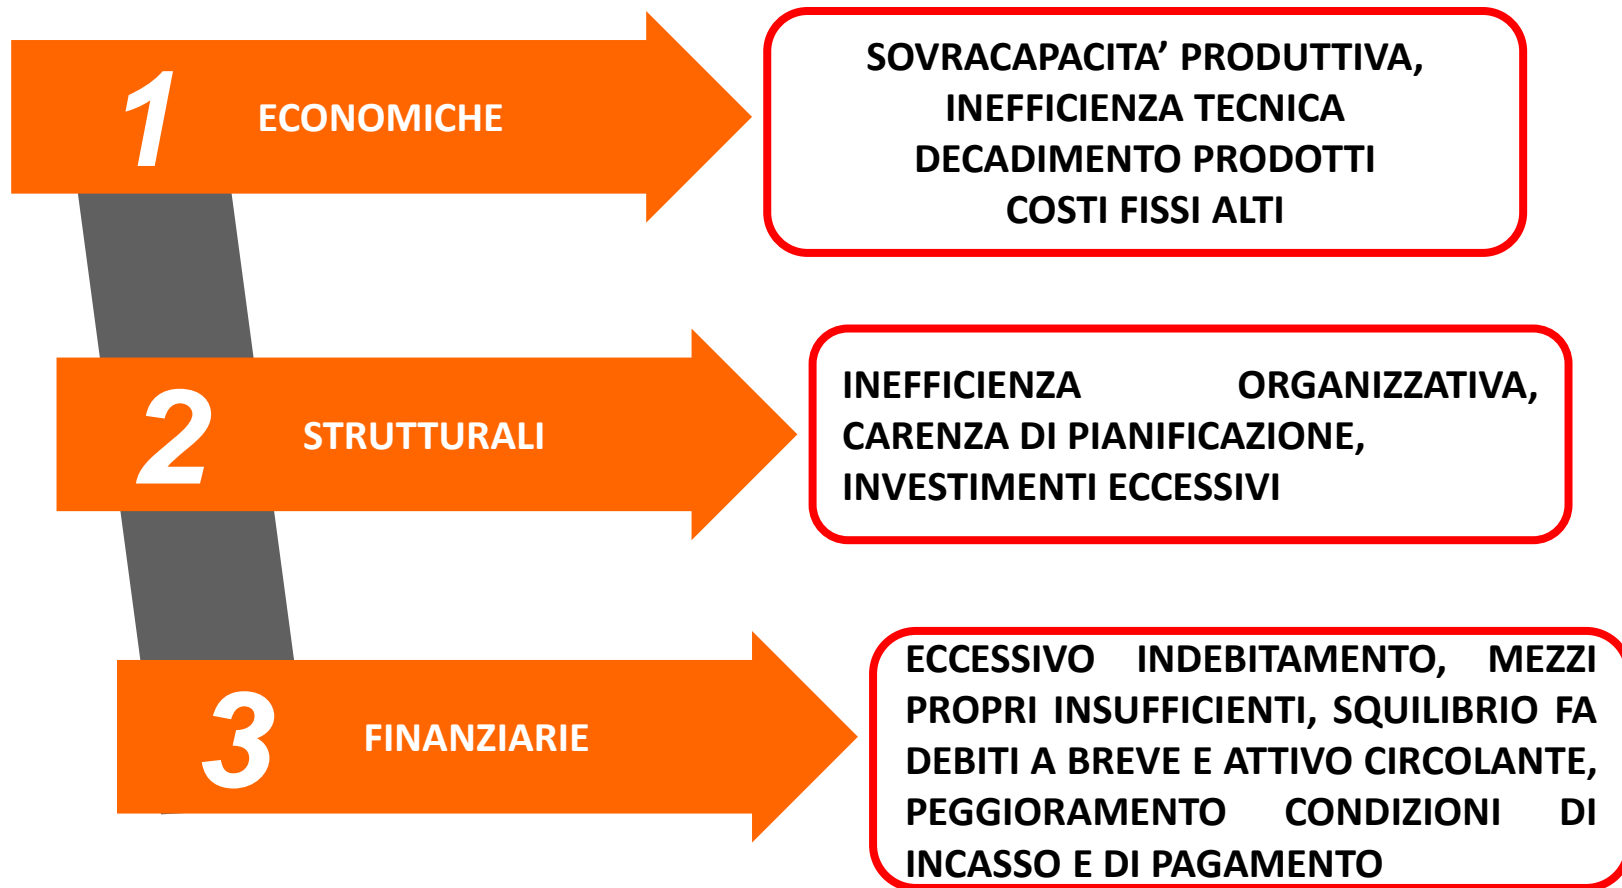 1
ECONOMICHE
SOVRACAPACITA’ PRODUTTIVA,
INEFFICIENZA TECNICA
DECADIMENTO PRODOTTI
COSTI FISSI ALTI
2
STRUTTURALI
INEFFICIENZA ORGANIZZATIVA,
CARENZA DI PIANIFICAZIONE,
INVESTIMENTI ECCESSIVI
3
FINANZIARIE
ECCESSIVO INDEBITAMENTO, MEZZI
PROPRI INSUFFICIENTI, SQUILIBRIO FA
DEBITI A BREVE E ATTIVO CIRCOLANTE,
PEGGIORAMENTO CONDIZIONI DI
INCASSO E DI PAGAMENTO